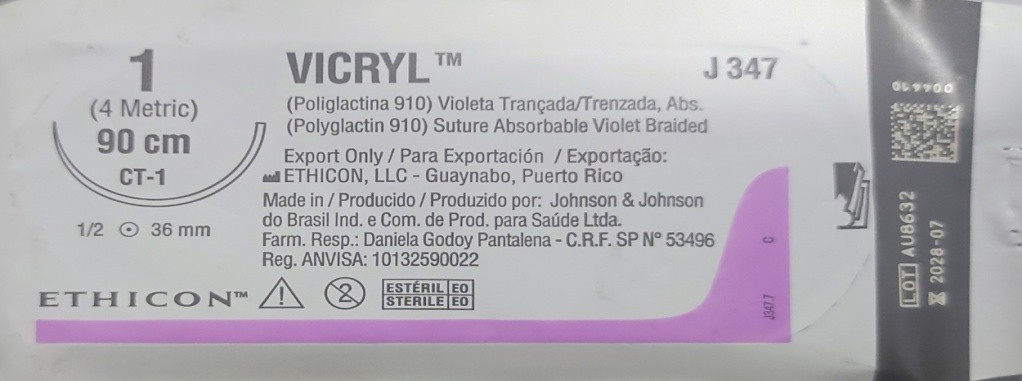 1
(4 Metric)
90 cm
CT-1
1/2 36 mm
VICRYL™
J 347
(Poliglactina 910) Violeta Trançada/Trenzada, Abs.
(Polyglactin 910) Suture Absorbable Violet Braided
Export Only / Para Exportación / Exportação:
ETHICON, LLC - Guaynabo, Puerto Rico
Made in / Producido / Produzido por: Johnson & Johnson
do Brasil Ind. e Com. de Prod. para Saúde Ltda.
Farm. Resp.: Daniela Godoy Pantalena - C.R.F. SP Nº 53496
Reg. ANVISA: 10132590022
ETHICON™
2
ESTÉRIL EO
STERILE EO
C
J347.7
LOT AU8632
2028-07